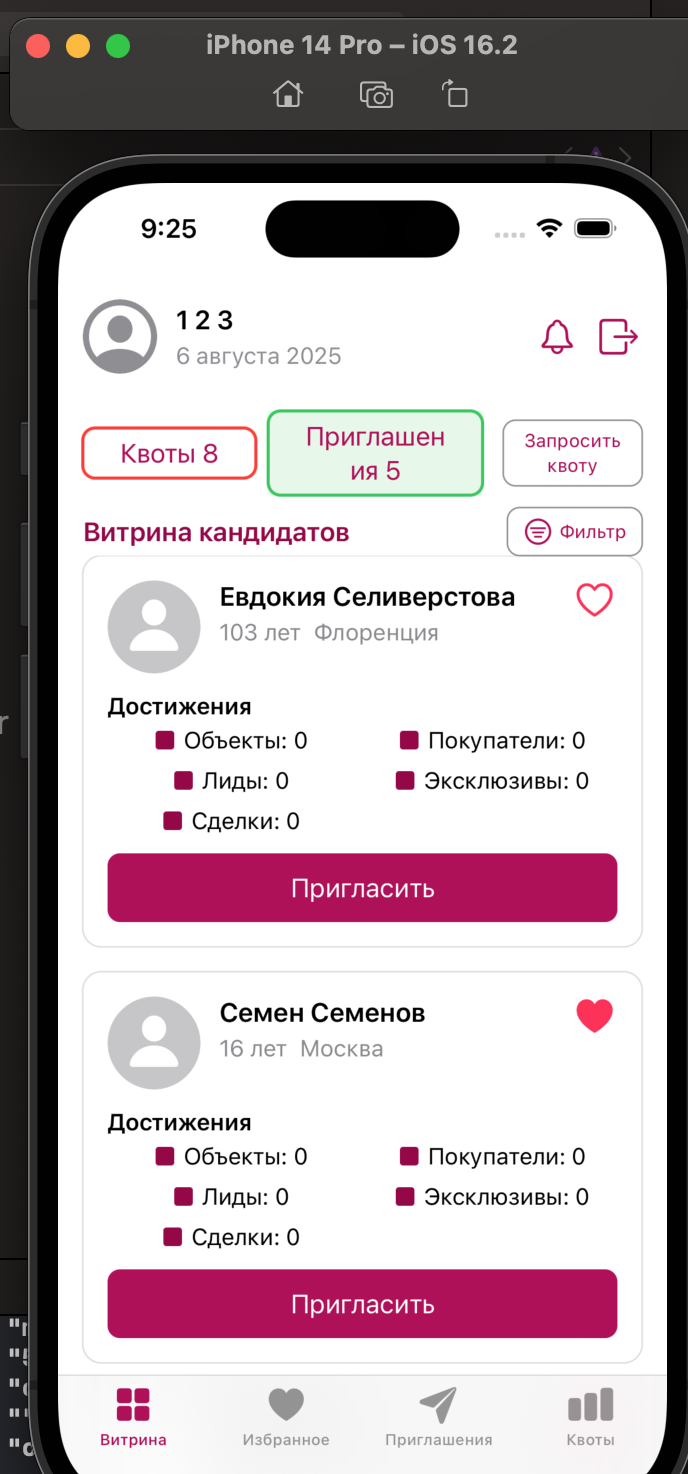 iPhone 14 Pro – iOS 16.2
9:25
1 2 3
6 августа 2025
Квоты 8
Приглашен
ия 5
Запросить
квоту
Витрина кандидатов
Фильтр
Евдокия Селиверстова
103 лет Флоренция
Достижения
Объекты: 0
Покупатели: 0
Лиды: 0
Эксклюзивы: 0
Сделки: 0
Пригласить
Семен Семенов
16 лет Москва
Достижения
Объекты: 0
Покупатели: 0
Лиды: 0
Эксклюзивы: 0
Сделки: 0
Пригласить
Витрина
Избранное
Приглашения
Квоты